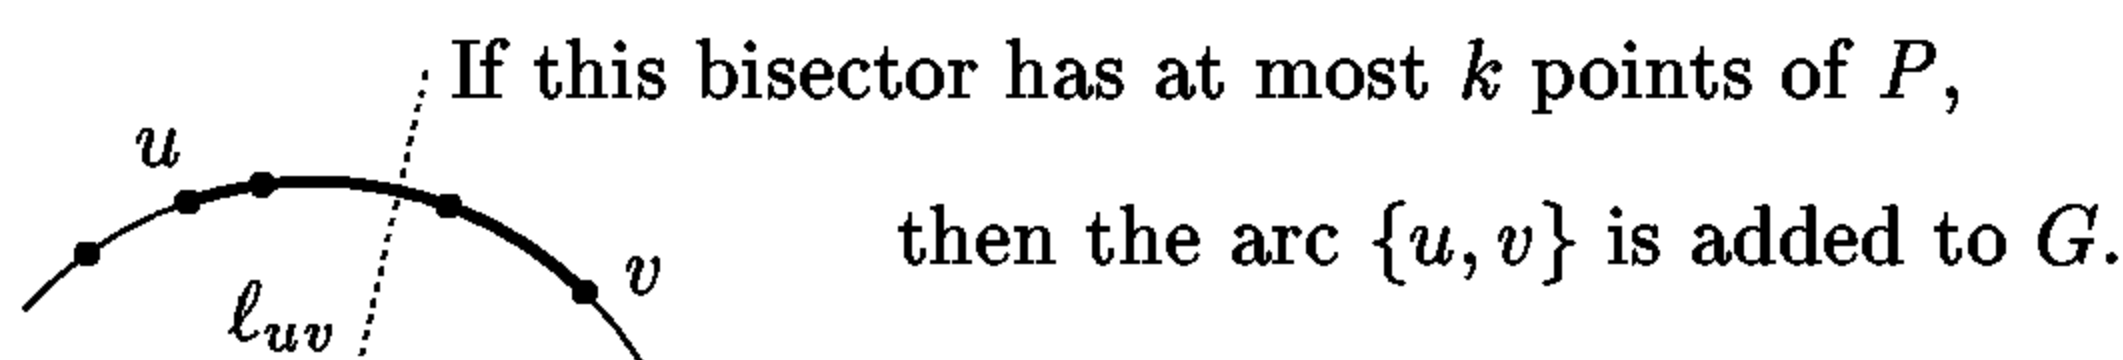 If this bisector has at most k points of P,
u
then the arc {u, v} is added to G.
v
ℓuv